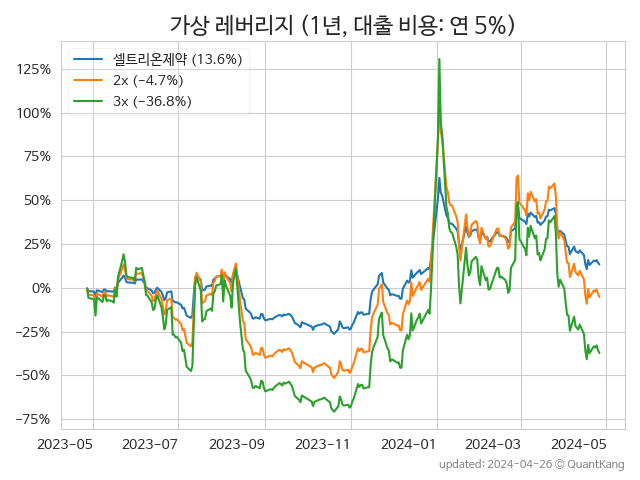 가상 레버리지 (1년, 대출 비용: 연 5%)
125%
100%
75%
50%
25%
0%
−25%
−50%
−75%
셀트리온제약 (13.6%)
2x (−4.7%)
3x (−36.8%)
2023-05 2023-07 2023-09 2023-11 2024-01 2024-03 2024-05
updated: 2024-04-26 © QuantKang